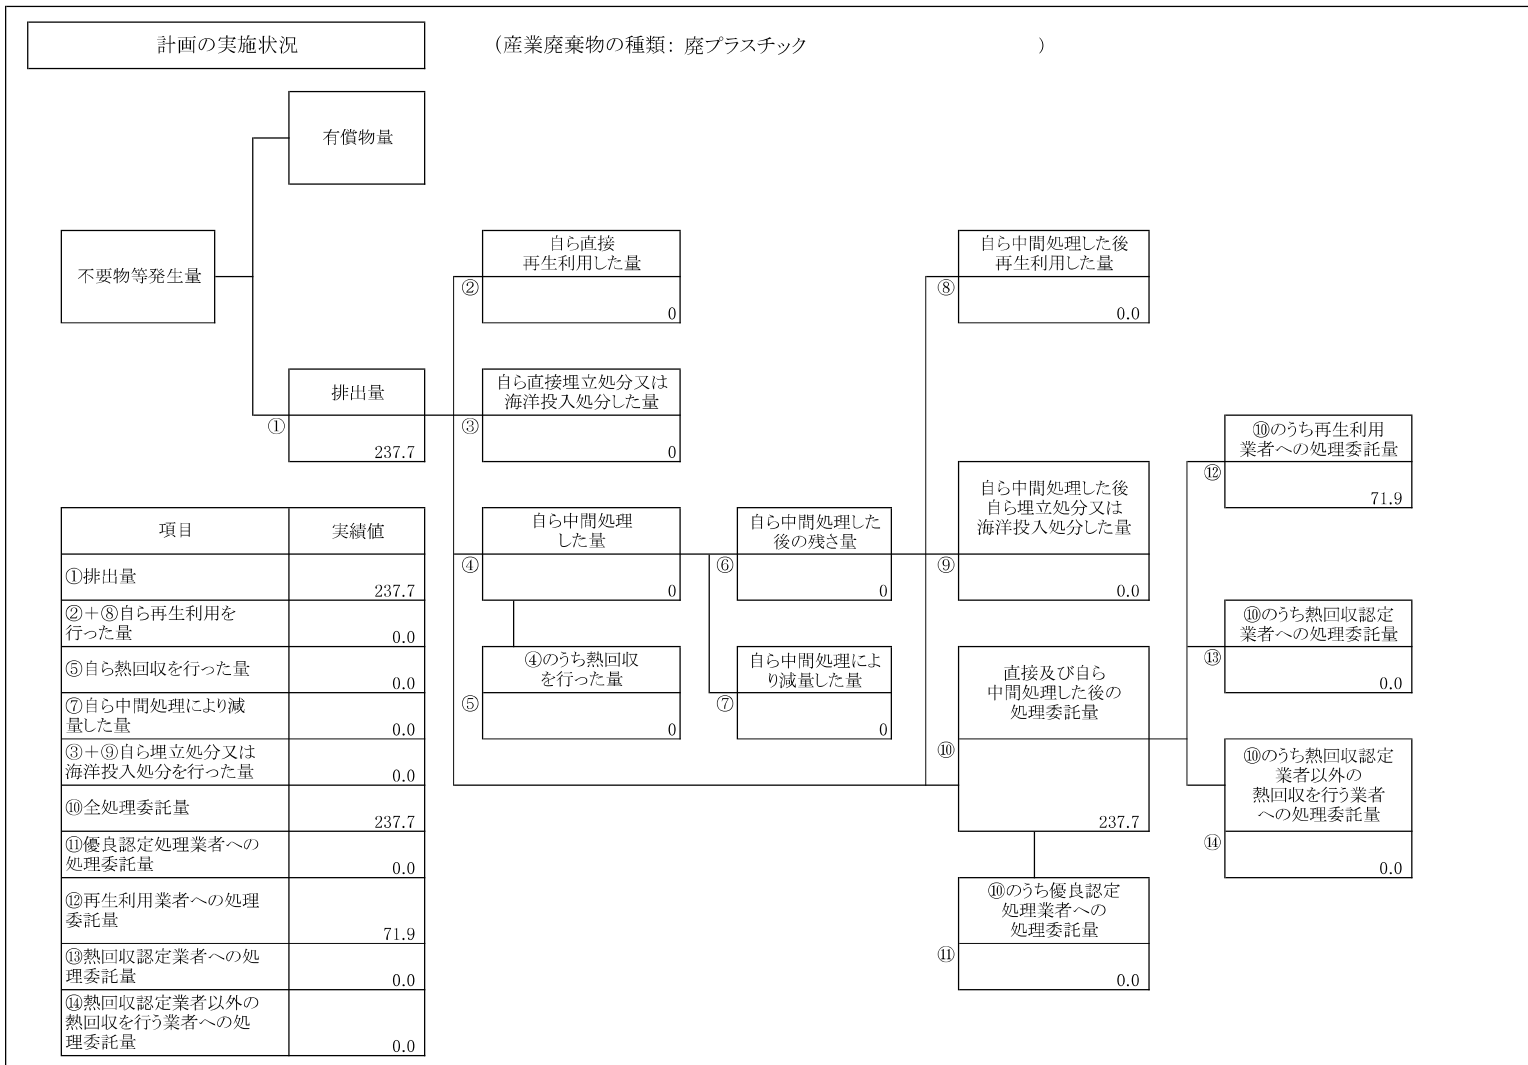 計画の実施状況
（産業廃棄物の種類：廃プラスチック　　　　　　　　　　）
有償物量
不要物等発生量
排出量
①
237.7
自ら直接
再生利用した量
②
0
自ら直接埋立処分又は
海洋投入処分した量
③
0
自ら中間処理
した量
④
0
④のうち熱回収
を行った量
⑤
0
自ら中間処理した
後の残さ量
⑥
0
自ら中間処理によ
り減量した量
⑦
0
自ら中間処理した後
再生利用した量
⑧
0.0
自ら中間処理した後
自ら埋立処分又は
海洋投入処分した量
⑨
0.0
直接及び自ら
中間処理した後の
処理委託量
⑩
237.7
⑩のうち優良認定
処理業者への
処理委託量
⑪
0.0
⑩のうち再生利用
業者への処理委託量
⑫
71.9
⑩のうち熱回収認定
業者への処理委託量
⑬
0.0
⑩のうち熱回収認定
業者以外の
熱回収を行う業者
への処理委託量
⑭
0.0
項目 実績値
①排出量
237.7
②＋⑧自ら再生利用を
行った量
0.0
⑤自ら熱回収を行った量
0.0
⑦自ら中間処理により減
量した量
0.0
③＋⑨自ら埋立処分又は
海洋投入処分を行った量
0.0
⑩全処理委託量
237.7
⑪優良認定処理業者への
処理委託量
0.0
⑫再生利用業者への処理
委託量
71.9
⑬熱回収認定業者への処
理委託量
0.0
⑭熱回収認定業者以外の
熱回収を行う業者への処
理委託量
0.0